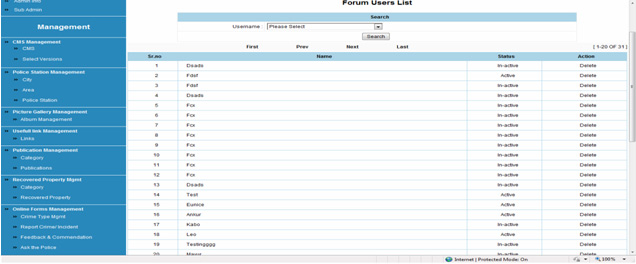 Admin Info
Sub Admin
Management
CMS Management
CMS
Select Versions
Police Station Management
City
Area
Police Station
Picture Gallery Management
Album Management
Usefull link Management
Links
Publication Management
Category
Publications
Recovered Property Mgmt
Category
Recovered Property
Online Forms Management
Crime Type Mgmt
Report Crime/ Incident
Feedback & Commendation
Ask the Police
Forum Users List
Search
Username : Please Select
Search
First Prev Next Last [ 1-20 OF 31 ]
Sr.no Name Status Action
1 Dsads In-active Delete
2 Fdsf Active Delete
3 Fdsf In-active Delete
4 Dsads In-active Delete
5 Fcx In-active Delete
6 Fcx In-active Delete
7 Fcx In-active Delete
8 Fcx In-active Delete
9 Fcx In-active Delete
10 Fcx In-active Delete
11 Fcx In-active Delete
12 Fcx In-active Delete
13 Dsads In-active Delete
14 Test Active Delete
15 Eunice Active Delete
16 Ankur Active Delete
17 Kabo In-active Delete
18 Leo Active Delete
19 Testingggg In-active Delete
20 In-active Delete
Internet | Protected Mode: On
100%